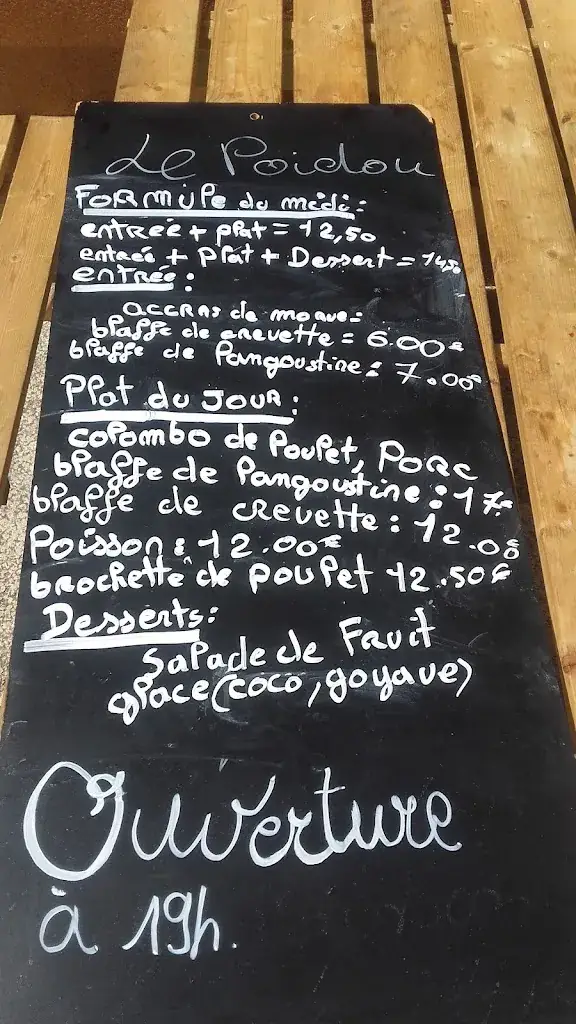 Le Poidou
FORMULe du midi:
entrée + plat = 12,50
entrée + Plat + Dessert = 14,50
entrée:
accras de morue:
blaffe de crevette = 6.00€
blaffe de langoustine: 7.00€
Plat du JOUR:
colombo de Poulet, Porc
blaffe de langoustine: 17€
blaffe de crevette: 12.00
Poisson: 12.00€
brochette de poulet 12.50€
Desserts:
Salade de Fruit
glace (coco, goyave)
Ouverture
à 19h.